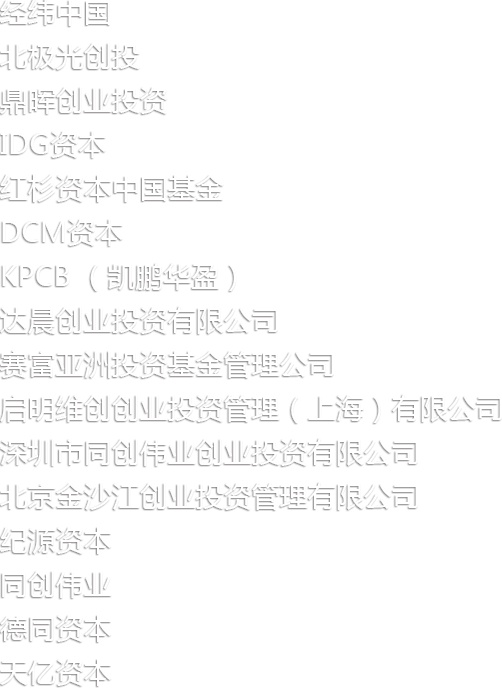 经纬中国
北极光创投
鼎晖创业投资
IDG资本
红杉资本中国基金
DCM资本
KPCB （凯鹏华盈）
达晨创业投资有限公司
赛富亚洲投资基金管理公司
启明维创创业投资管理（上海）有限公司
深圳市同创伟业创业投资有限公司
北京金沙江创业投资管理有限公司
纪源资本
同创伟业
德同资本
天亿资本